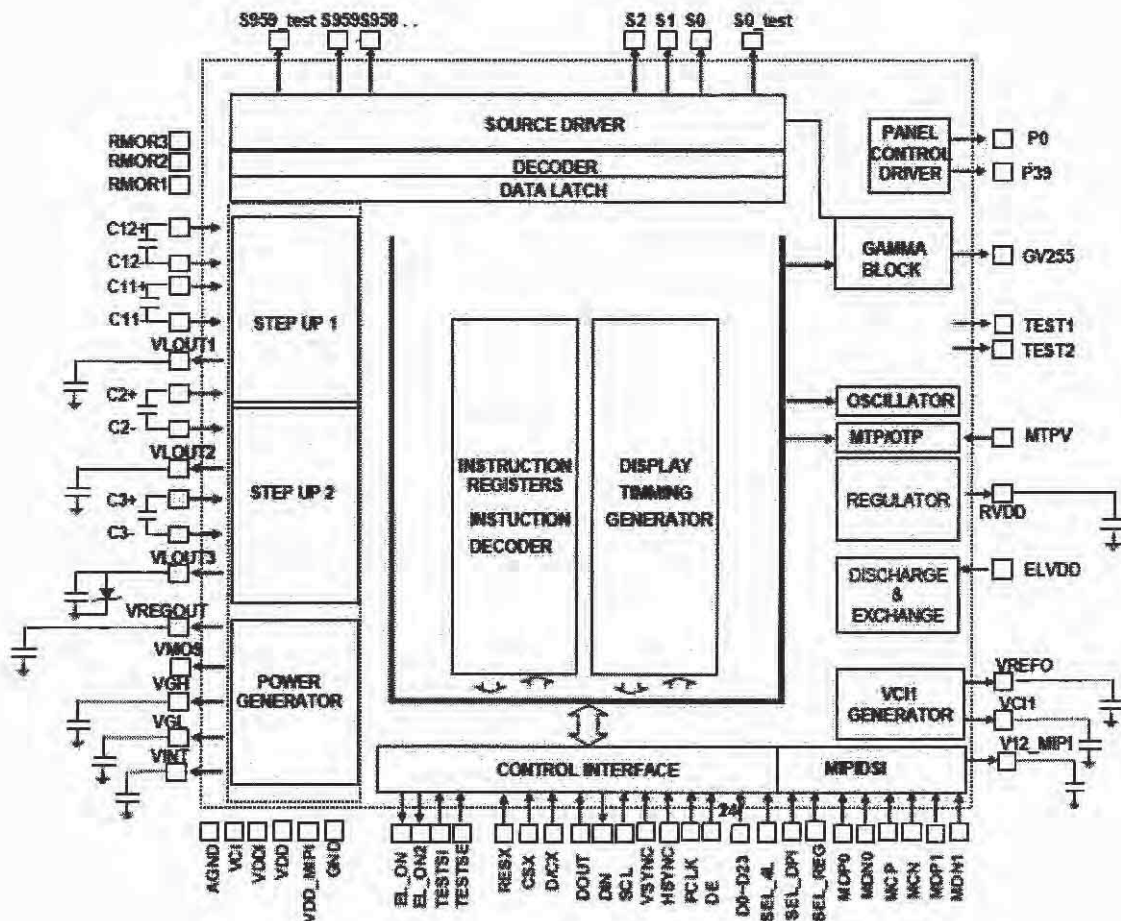 S959_test S959 S958 . .
S2 S1 S0 S0_test
SOURCE DRIVER
DECODER
DATA LATCH
RMOR3
RMOR2
RMOR1
C12+
C12-
C11+
C11-
VLOUT1
C2+
C2-
VLOUT2
C3+
C3-
VLOUT3
VREGOUT
VMOS
VGH
VGL
VINT
STEP UP 1
STEP UP 2
POWER
GENERATOR
INSTRUCTION
REGISTERS
INSTUCTION
DECODER
DISPLAY
TIMMING
GENERATOR
PANEL
CONTROL
DRIVER
P0
P39
GAMMA
BLOCK
GV255
TEST1
TEST2
OSCILLATOR
MTP/OTP
MTPV
REGULATOR
RVDD
DISCHARGE
&
EXCHANGE
ELVDD
VCI1
GENERATOR
VREFO
VCI1
V12_MIPI
CONTROL INTERFACE
MIPIDSI
24
AGND
VCI
VDDI
VDD
VDD_MIPI
GND
EL_ON
EL_ON2
TESTSI
TESTSE
RESX
CSX
D/CX
DOUT
DIN
SCL
VSYNC
HSYNC
PCLK
DE
D0~D23
SEL_4L
SEL_DPI
SEL_REG
MDP0
MDN0
MCP
MCN
MDP1
MDN1